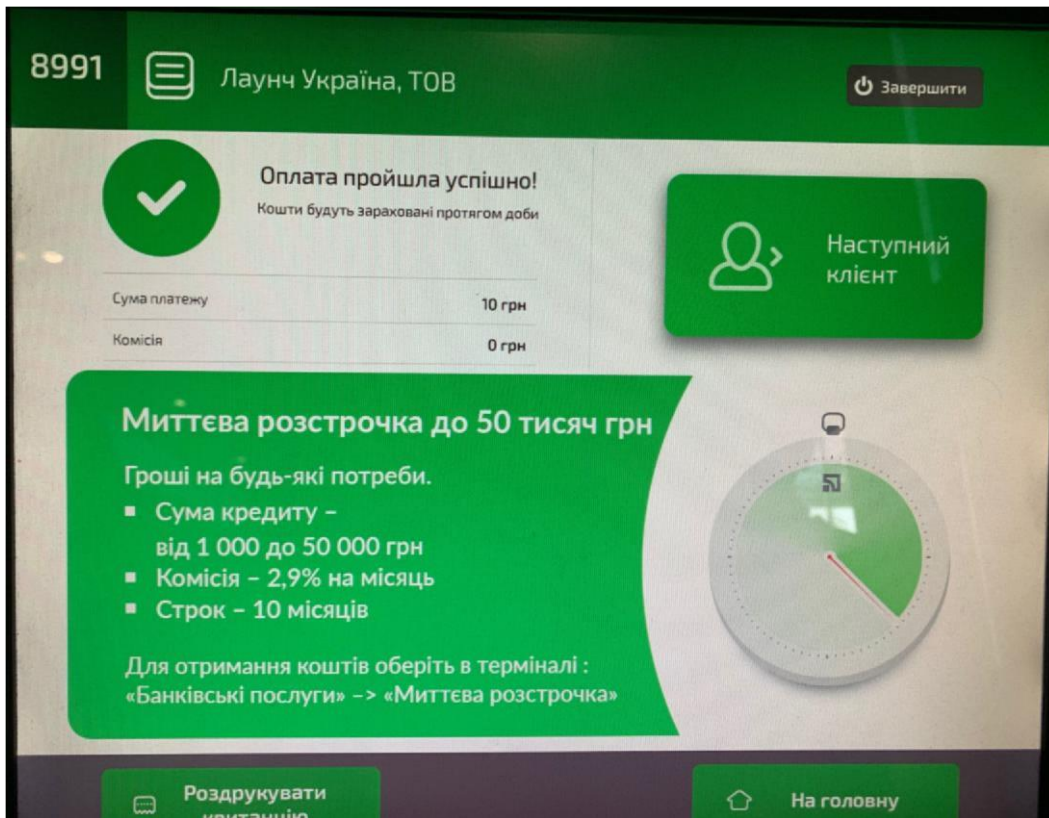 8991
Лаунч Україна, ТОВ
Завершити
Оплата пройшла успішно!
Кошти будуть зараховані протягом доби
Наступний
клієнт
Сума платежу 10 грн
Комісія 0 грн
Миттєва розстрочка до 50 тисяч грн
Гроші на будь-які потреби.
▪ Сума кредиту –
від 1 000 до 50 000 грн
▪ Комісія – 2,9% на місяць
▪ Строк – 10 місяців
Для отримання коштів оберіть в терміналі :
«Банківські послуги» –> «Миттєва розстрочка»
Роздрукувати
квитанцію
На головну